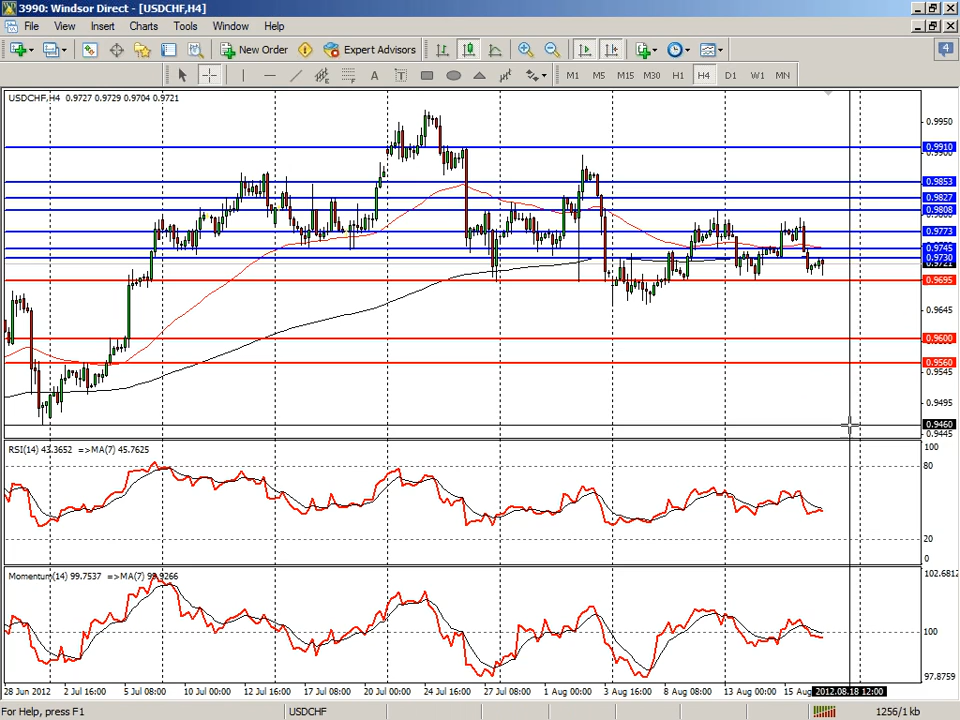 3990: Windsor Direct - [USDCHF,H4]
File View Insert Charts Tools Window Help
New Order Expert Advisors 4
A T M1 M5 M15 M30 H1 H4 D1 W1 MN
USDCHF,H4 0.9727 0.9729 0.9704 0.9721
0.9950
0.9910
0.9853
0.9827
0.9808
0.9773
0.9745
0.9730
0.9721
0.9695
0.9645
0.9600
0.9560
0.9545
0.9495
0.9460
0.9445
RSI(14) 43.3652 =>MA(7) 45.7625
100
80
20
0
Momentum(14) 99.7537 =>MA(7) 99.9266
102.6812
100
97.8759
28 Jun 2012 2 Jul 16:00 5 Jul 08:00 10 Jul 00:00 12 Jul 16:00 17 Jul 08:00 20 Jul 00:00 24 Jul 16:00 27 Jul 08:00 1 Aug 00:00 3 Aug 16:00 8 Aug 08:00 13 Aug 00:00 15 Aug 2012.08.18 12:00
For Help, press F1 USDCHF 1256/1 kb